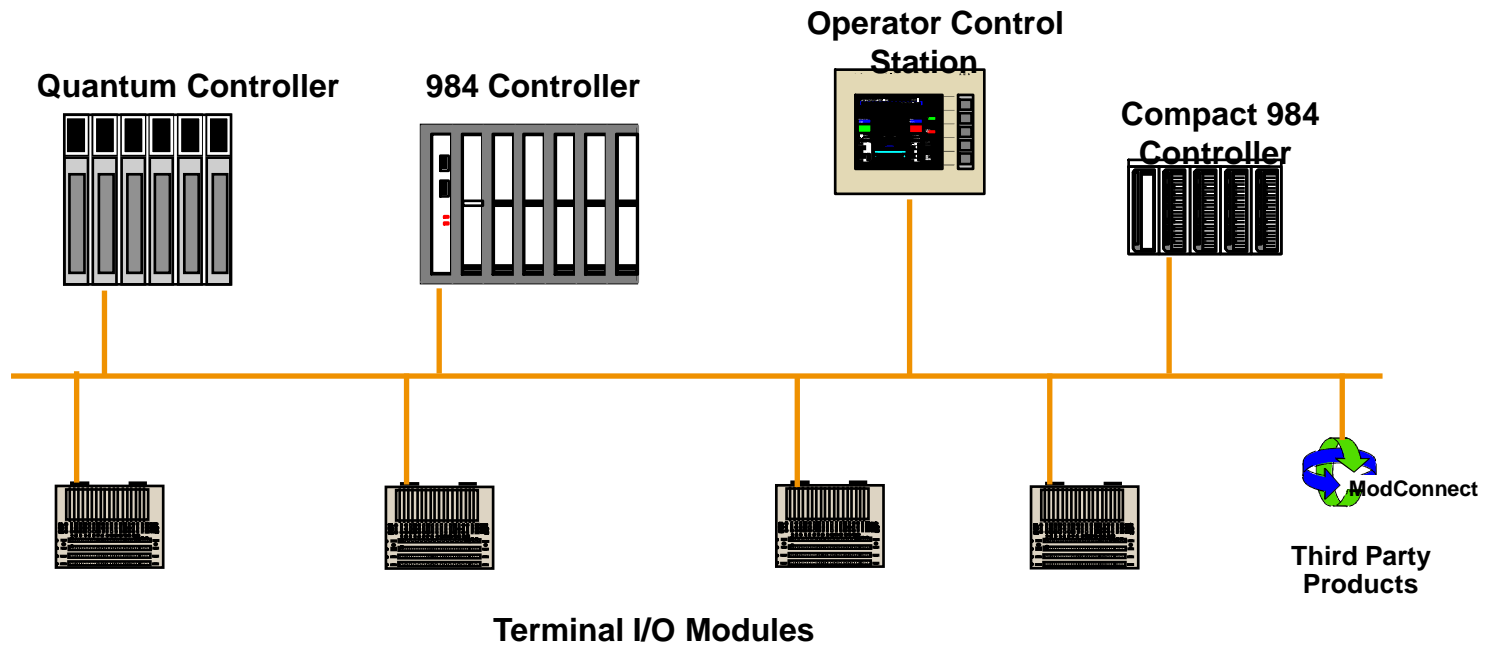 Operator Control
Station
Quantum Controller
984 Controller
Compact 984
Controller
ModConnect
Third Party
Products
Terminal I/O Modules